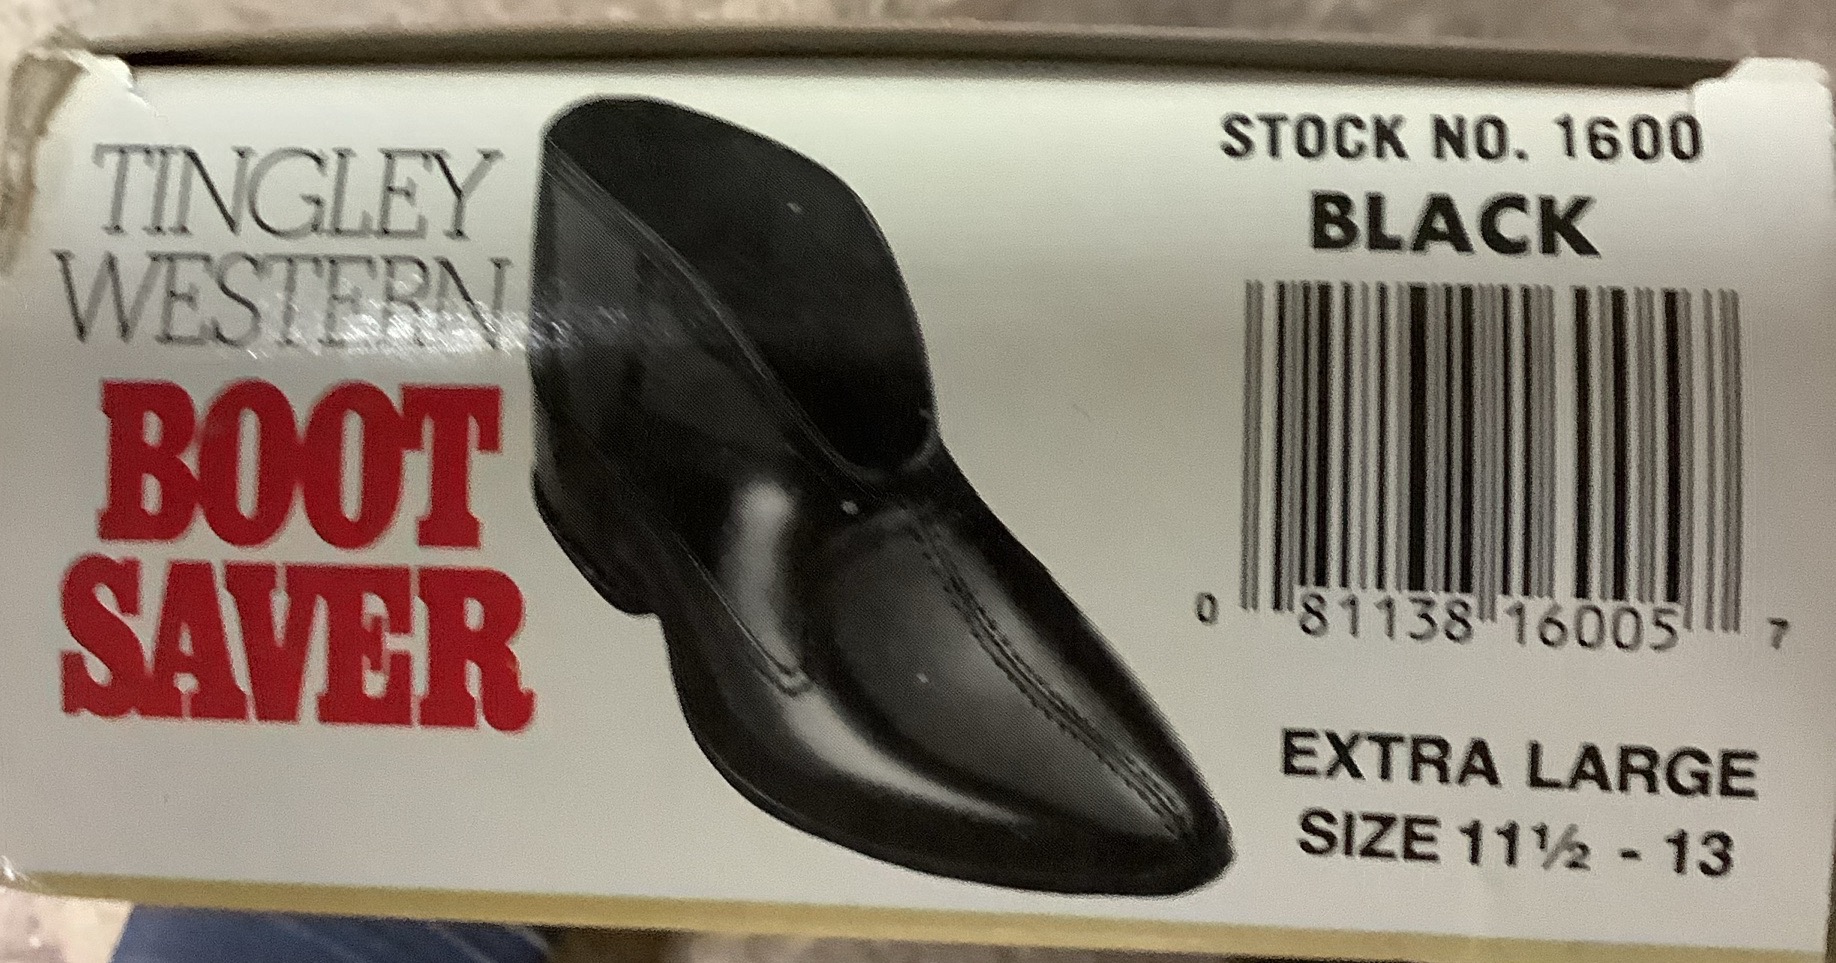 TINGLEY
WESTERN
BOOT
SAVER
STOCK NO. 1600
BLACK
0 81138 16005 7
EXTRA LARGE
SIZE 11½ - 13